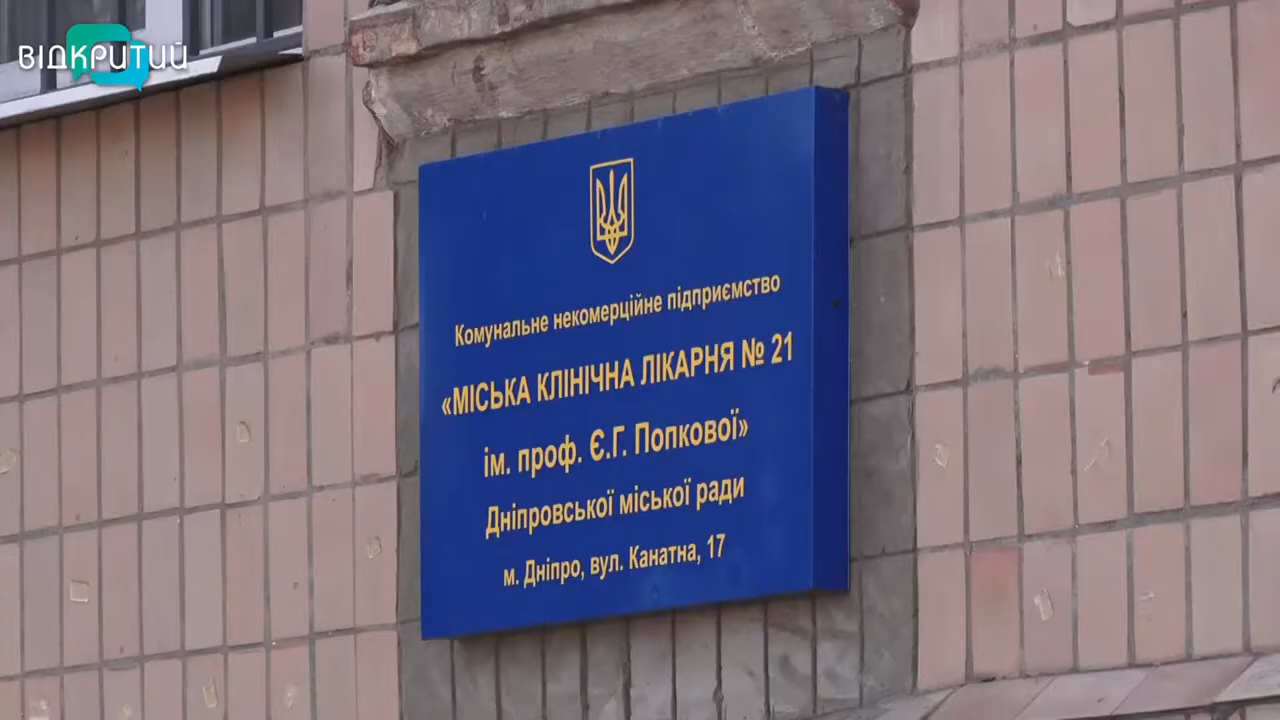 ВІДКРИТИЙ
Комунальне некомерційне підприємство
«МІСЬКА КЛІНІЧНА ЛІКАРНЯ № 21
ім. проф. Є.Г. Попкової»
Дніпровської міської ради
м. Дніпро, вул. Канатна, 17